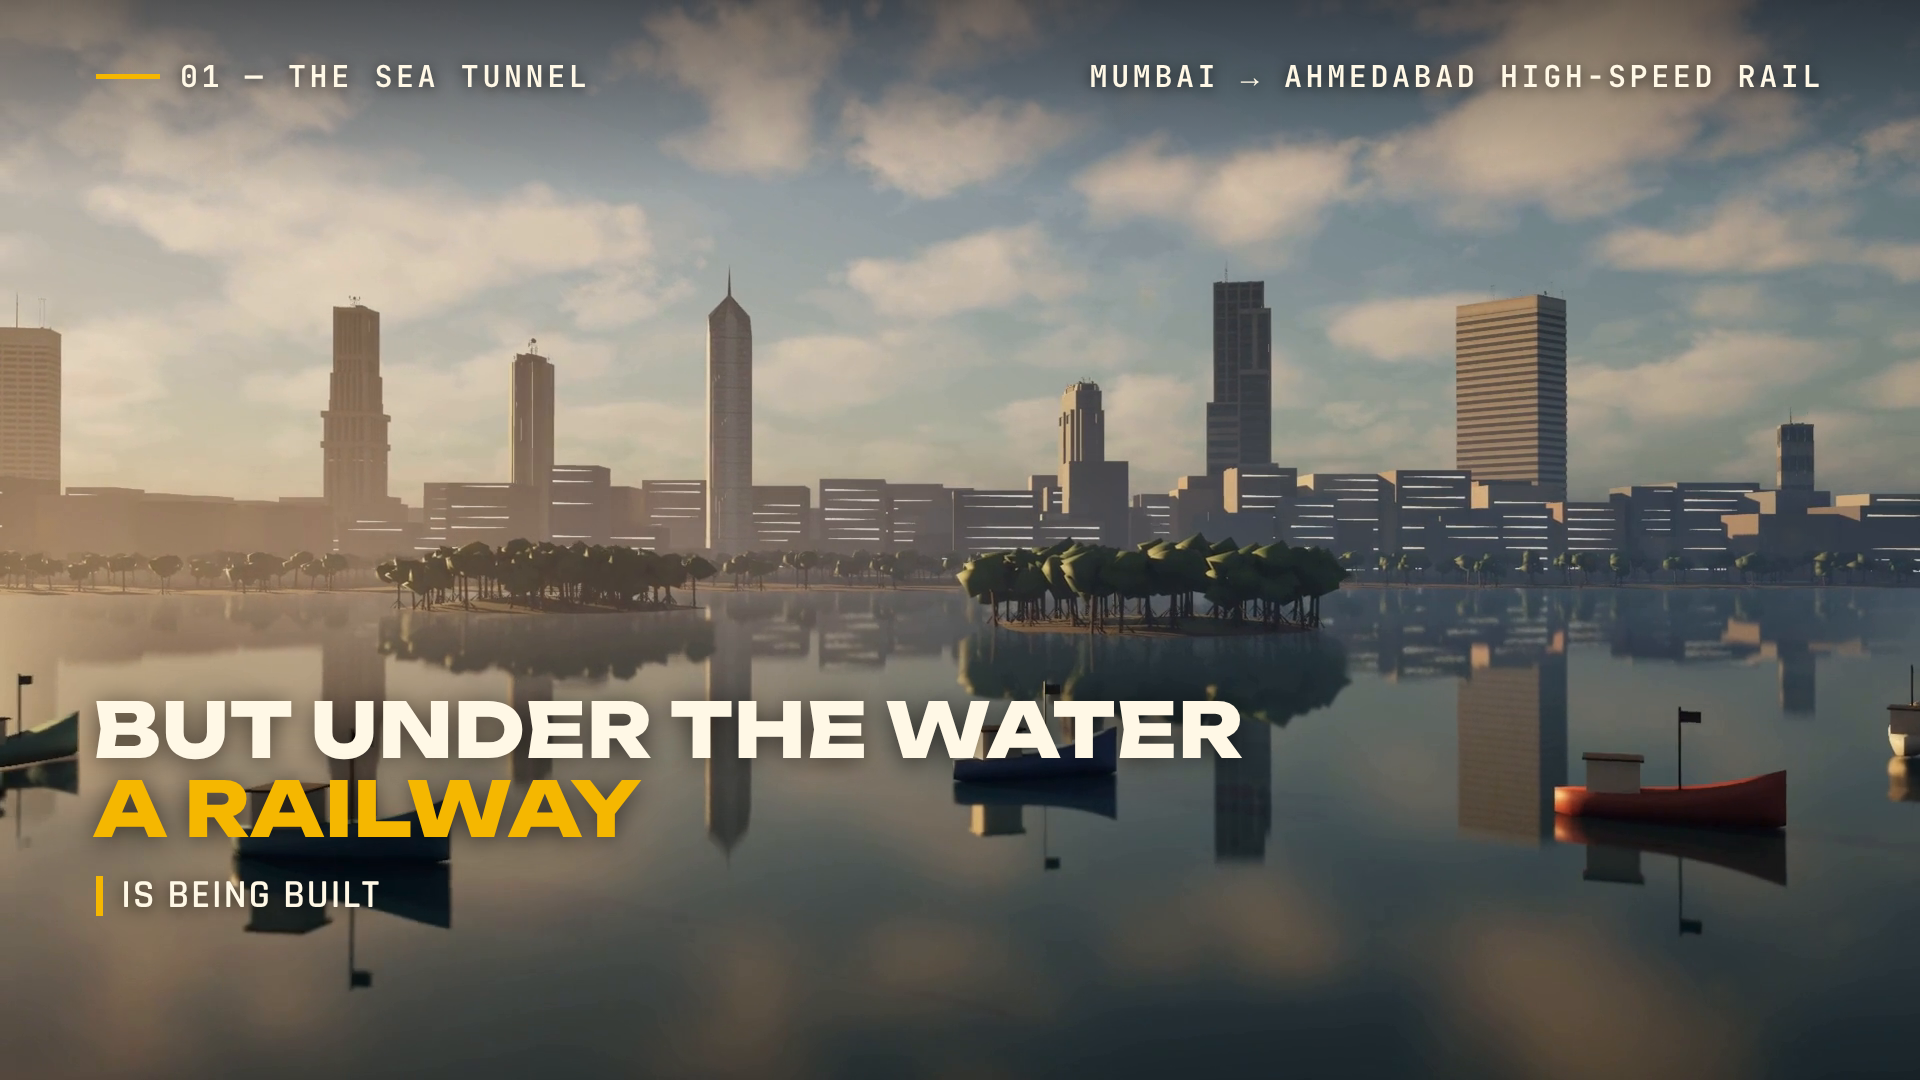 01 — THE SEA TUNNEL
MUMBAI → AHMEDABAD HIGH-SPEED RAIL
BUT UNDER THE WATER
A RAILWAY
IS BEING BUILT